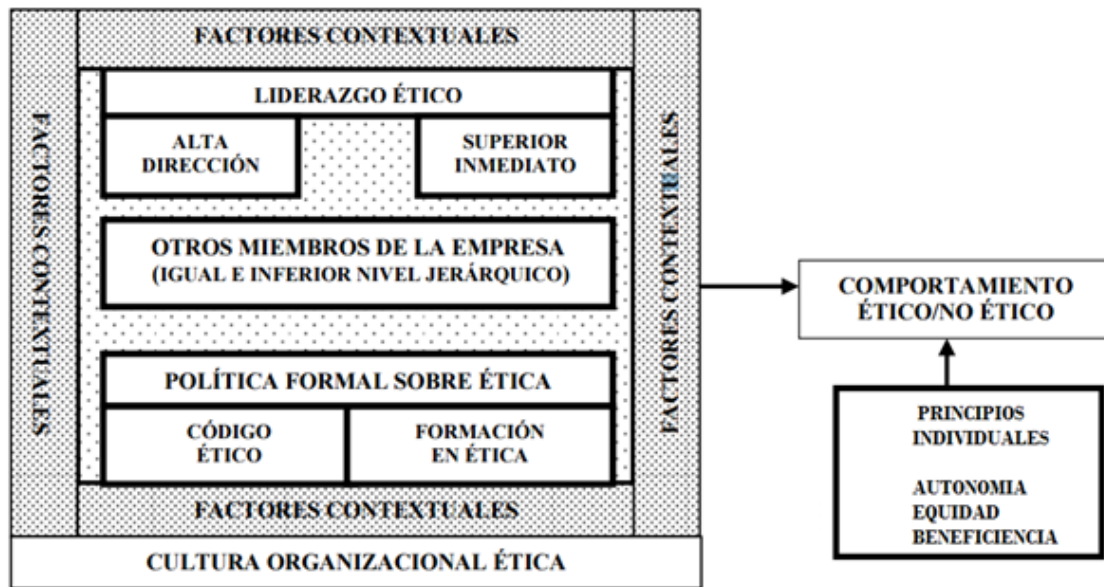 FACTORES CONTEXTUALES
FACTORES CONTEXTUALES
LIDERAZGO ÉTICO
ALTA
DIRECCIÓN
SUPERIOR
INMEDIATO
OTROS MIEMBROS DE LA EMPRESA
(IGUAL E INFERIOR NIVEL JERÁRQUICO)
POLÍTICA FORMAL SOBRE ÉTICA
CÓDIGO
ÉTICO
FORMACIÓN
EN ÉTICA
FACTORES CONTEXTUALES
FACTORES CONTEXTUALES
CULTURA ORGANIZACIONAL ÉTICA
COMPORTAMIENTO
ÉTICO/NO ÉTICO
PRINCIPIOS
INDIVIDUALES
AUTONOMIA
EQUIDAD
BENEFICIENCIA